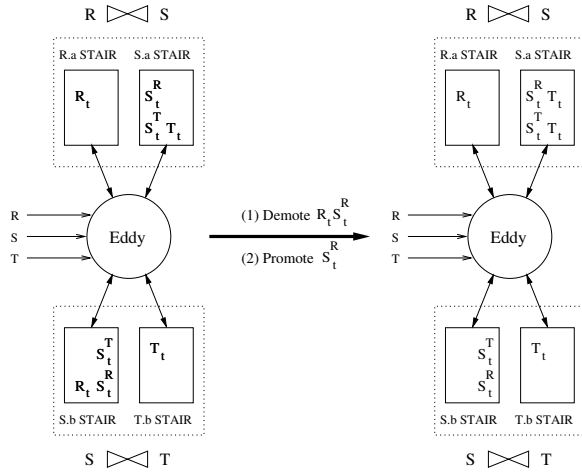 R ⋈ S
R.a STAIR S.a STAIR
R_t
S_t^R
S_t^T T_t
R
S
T
Eddy
S_t^T
R_t S_t^R
T_t
S.b STAIR T.b STAIR
S ⋈ T
(1) Demote R_t S_t^R
(2) Promote S_t^R
R ⋈ S
R.a STAIR S.a STAIR
R_t
S_t^R T_t
S_t^T T_t
R
S
T
Eddy
S_t^T
S_t^R
T_t
S.b STAIR T.b STAIR
S ⋈ T